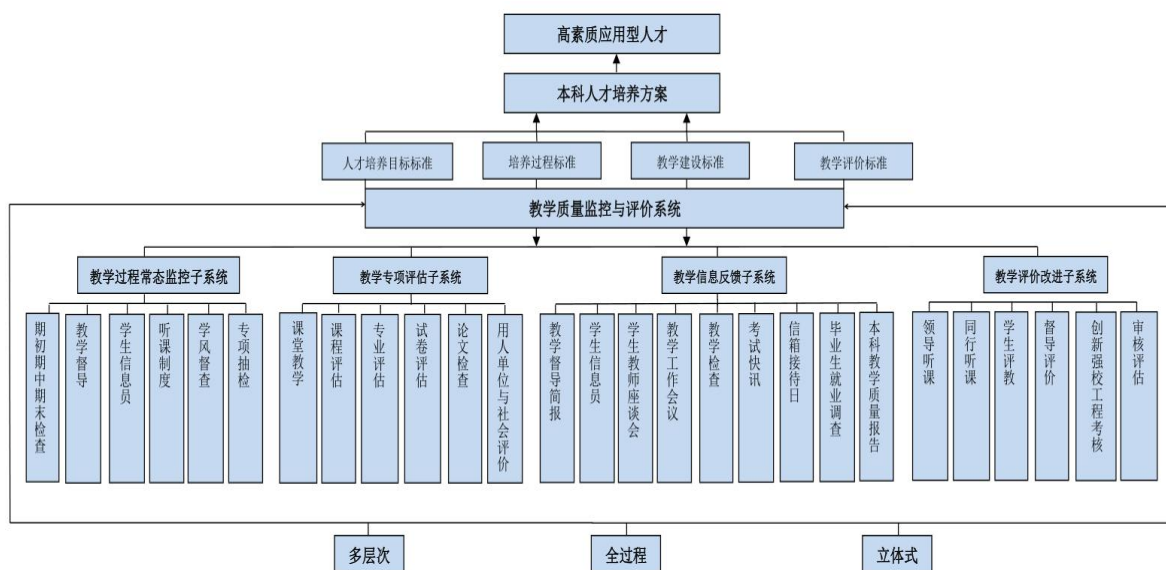 高素质应用型人才
本科人才培养方案
人才培养目标标准
培养过程标准
教学建设标准
教学评价标准
教学质量监控与评价系统
教学过程常态监控子系统
教学专项评估子系统
教学信息反馈子系统
教学评价改进子系统
期初期中期末检查
教学督导
学生信息员
听课制度
学风督查
专项抽检
课堂教学
课程评估
专业评估
试卷评估
论文检查
用人单位与社会评价
教学督导简报
学生信息员
学生教师座谈会
教学工作会议
教学检查
考试快讯
信箱接待日
毕业生就业调查
本科教学质量报告
领导听课
同行听课
学生评教
督导评价
创新强校工程考核
审核评估
多层次
全过程
立体式